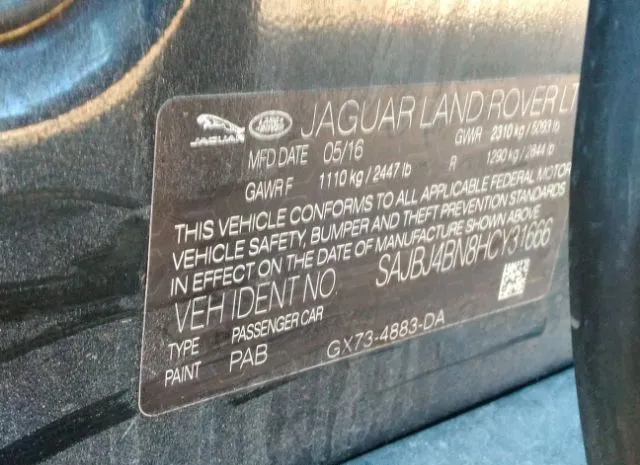 JAGUAR LAND ROVER JAGUAR LAND ROVER LT
MFD DATE 05/16 GWR 2310 kg / 5093 lb
GAWR F 1110 kg / 2447 lb R 1290 kg / 2844 lb
THIS VEHICLE CONFORMS TO ALL APPLICABLE FEDERAL MOTOR
VEHICLE SAFETY, BUMPER AND THEFT PREVENTION STANDARDS
IN EFFECT ON THE DATE OF MANUFACTURE SHOWN ABOVE
VEH IDENT NO. SAJBJ4BN8HCY31666
TYPE PASSENGER CAR
PAINT PAB GX73-4883-DA